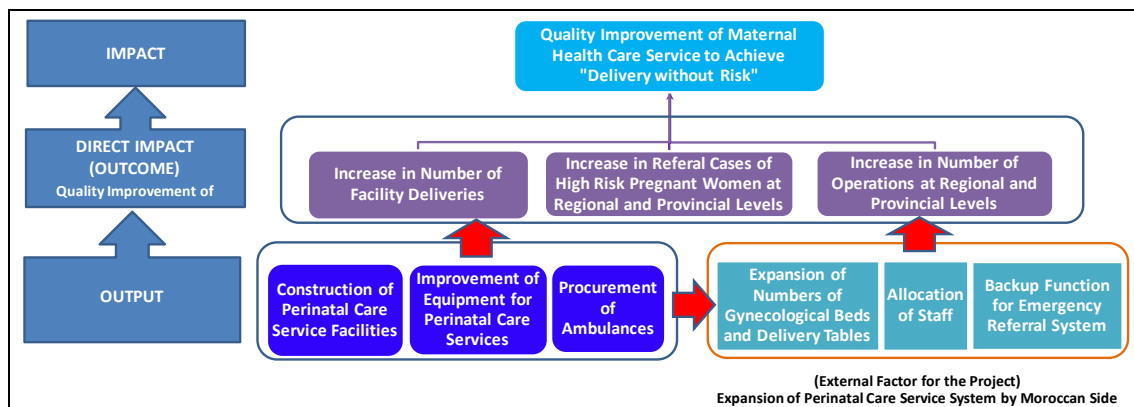 IMPACT
DIRECT IMPACT
(OUTCOME)
Quality Improvement of
OUTPUT
Quality Improvement of Maternal
Health Care Service to Achieve
"Delivery without Risk"
Increase in Number of
Facility Deliveries
Increase in Referal Cases of
High Risk Pregnant Women at
Regional and Provincial Levels
Increase in Number of
Operations at Regional and
Provincial Levels
Construction of
Perinatal Care
Service Facilities
Improvement of
Equipment for
Perinatal Care
Services
Procurement
of
Ambulances
Expansion of
Numbers of
Gynecological Beds
and Delivery Tables
Allocation
of Staff
Backup Function
for Emergency
Referral System
(External Factor for the Project)
Expansion of Perinatal Care Service System by Moroccan Side